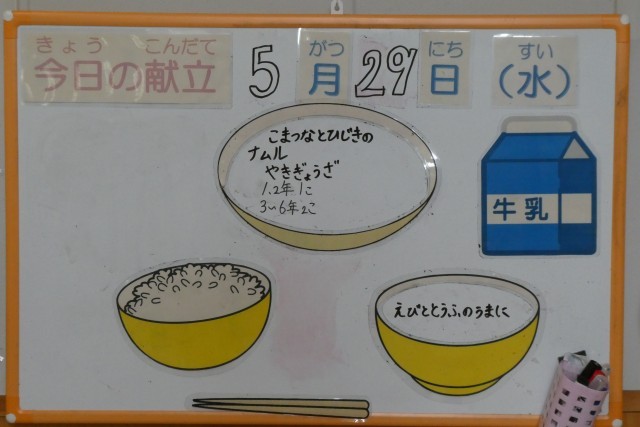 きょう こんだて がつ にち すい
今日の献立 5月29日(水)
こまつなとひじきの
ナムル
やきぎょうざ
1.2年1こ
3~6年2こ
牛乳
えびととうふのうまに